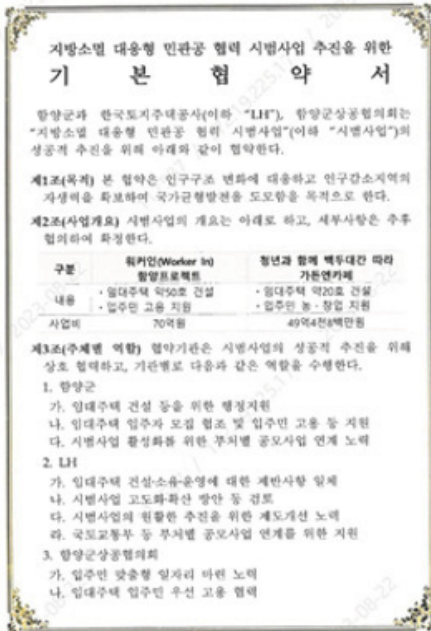 지방소멸 대응형 민관공 협력 시범사업 추진을 위한
기 본 협 약 서
함양군과 한국토지주택공사(이하 "LH"), 함양군상공협의회는
"지방소멸 대응형 민관공 협력 시범사업"(이하 "시범사업")의
성공적 추진을 위해 아래와 같이 협약한다.
제1조(목적) 본 협약은 인구구조 변화에 대응하고 인구감소지역의
자생력을 확보하여 국가균형발전을 도모함을 목적으로 한다.
제2조(사업개요) 시범사업의 개요는 아래로 하고, 세부사항은 추후
협의하여 확정한다.
구분 워커인(Worker In) 함양프로젝트 청년과 함께 백두대간 따라 가든엔카페
내용 · 임대주택 약50호 건설 · 임대주택 약20호 건설
· 입주민 고용 지원 · 입주민 농 · 창업 지원
사업비 70억원 49억4천8백만원
제3조(주체별 역할) 협약기관은 시범사업의 성공적 추진을 위해
상호 협력하고, 기관별로 다음과 같은 역할을 수행한다.
1. 함양군
가. 임대주택 건설 등을 위한 행정지원
나. 임대주택 입주자 모집 협조 및 입주민 고용 등 지원
다. 시범사업 활성화를 위한 부처별 공모사업 연계 노력
2. LH
가. 임대주택 건설·소유·운영에 대한 제반사항 일체
나. 시범사업 고도화·확산 방안 등 검토
다. 시범사업의 원활한 추진을 위한 제도개선 노력
라. 국토교통부 등 부처별 공모사업 연계를 위한 지원
3. 함양군상공협의회
가. 입주민 맞춤형 일자리 마련 노력
나. 임대주택 입주민 우선 고용 협력